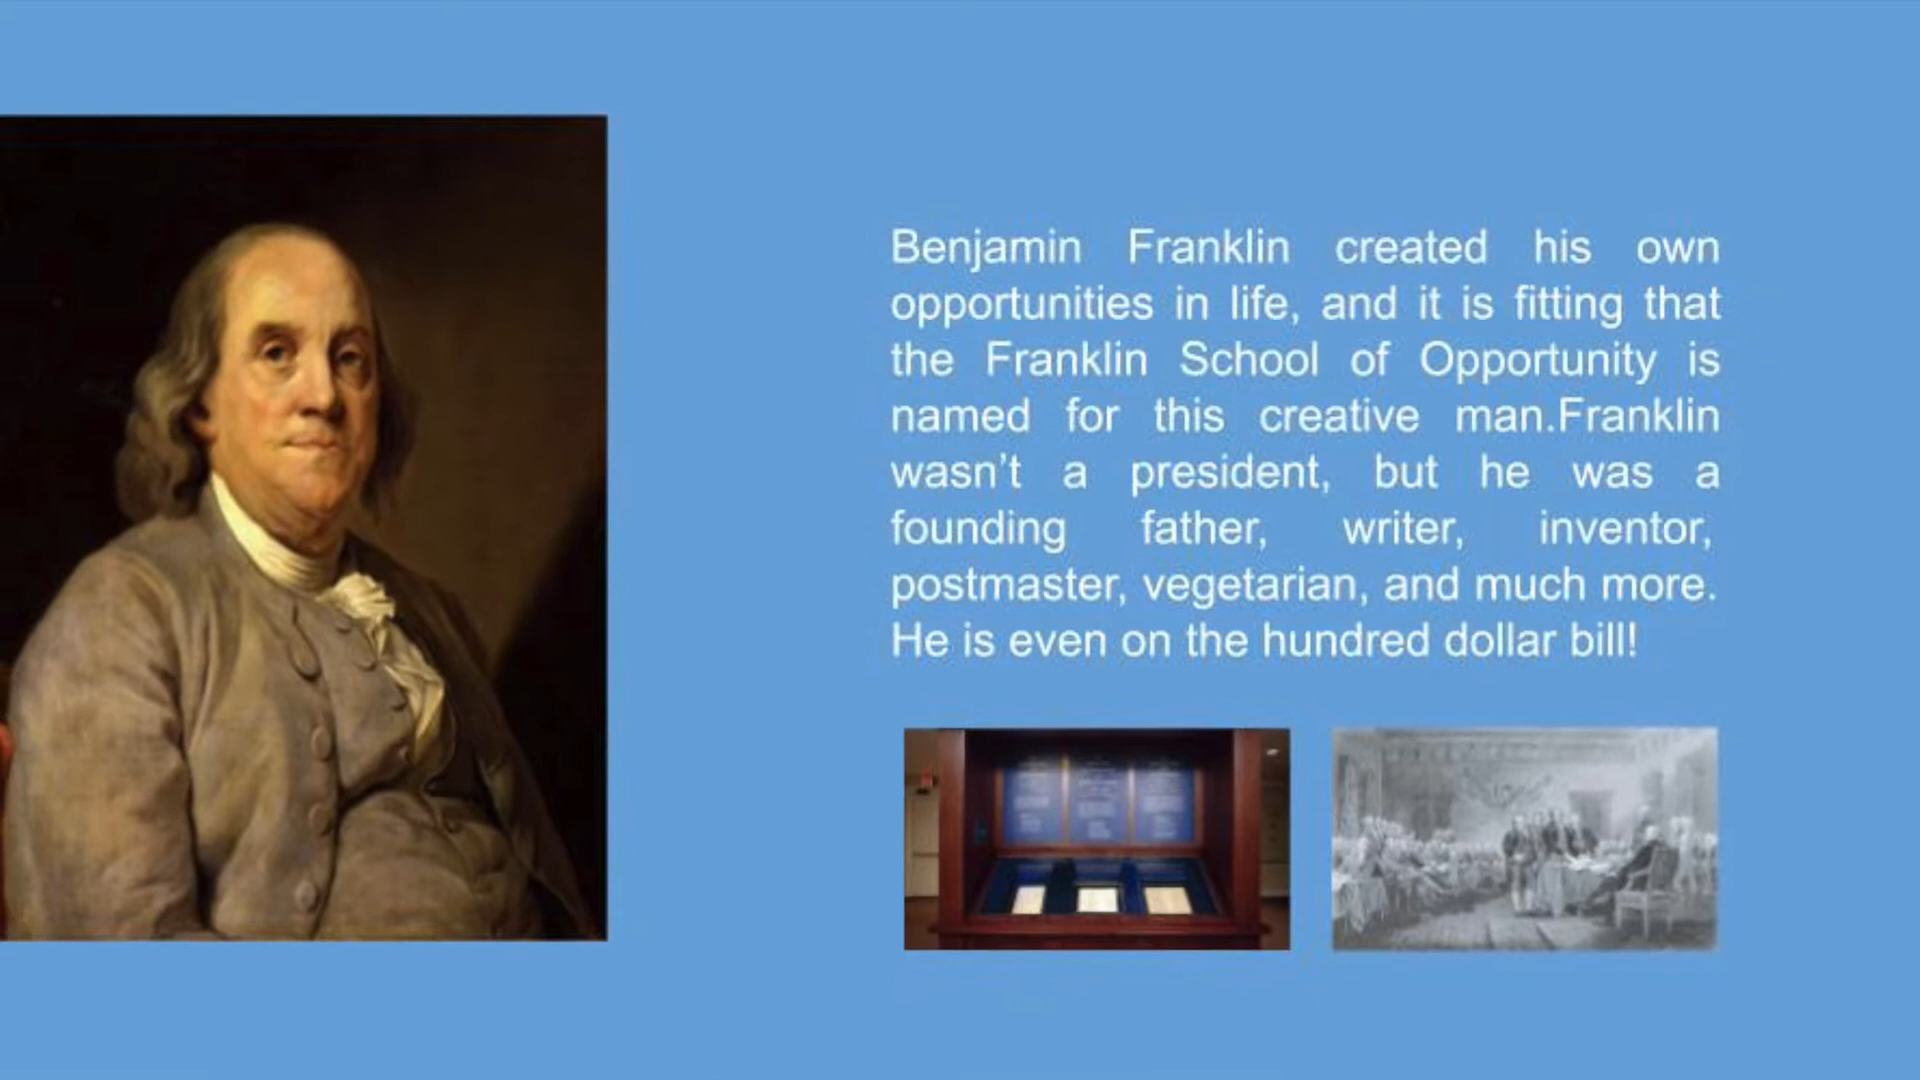 Benjamin Franklin created his own
opportunities in life, and it is fitting that
the Franklin School of Opportunity is
named for this creative man.Franklin
wasn’t a president, but he was a
founding father, writer, inventor,
postmaster, vegetarian, and much more.
He is even on the hundred dollar bill!